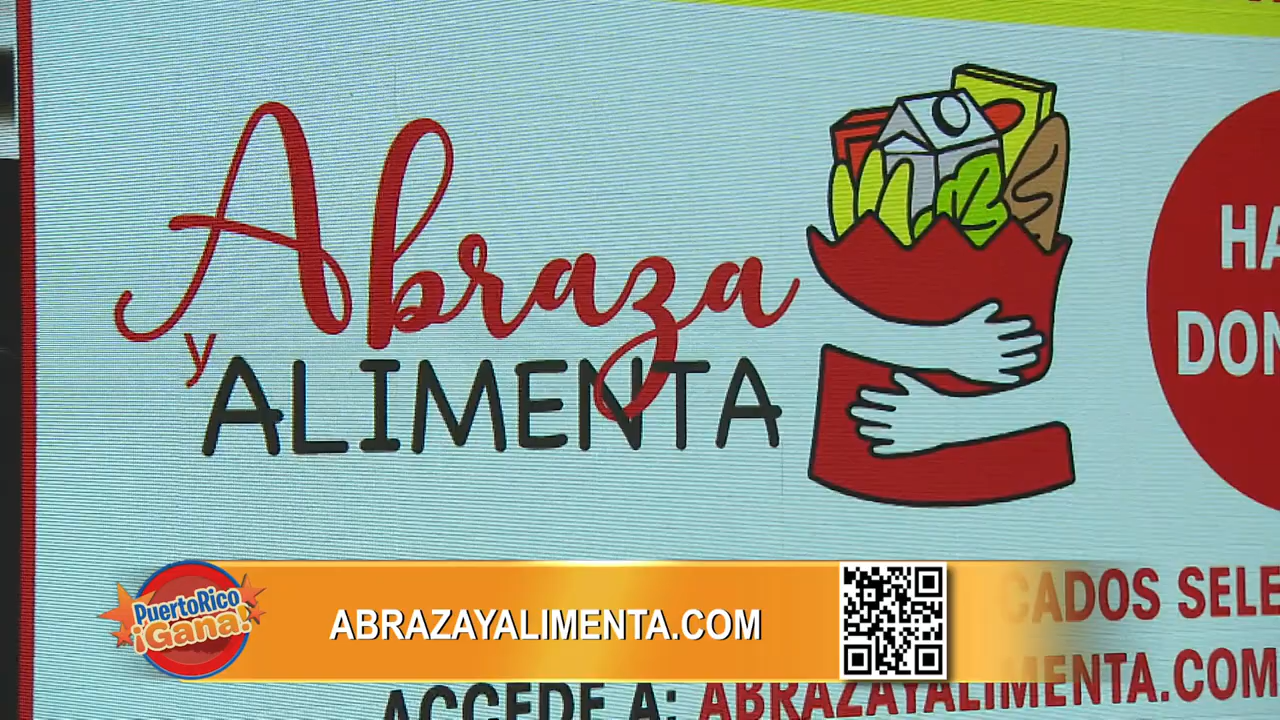 Abraza
y ALIMENTA
HA
DON
CADOS SELE
ACCEDE A: ABRAZAYALIMENTA.COM
PuertoRico
¡Gana!
ABRAZAYALIMENTA.COM